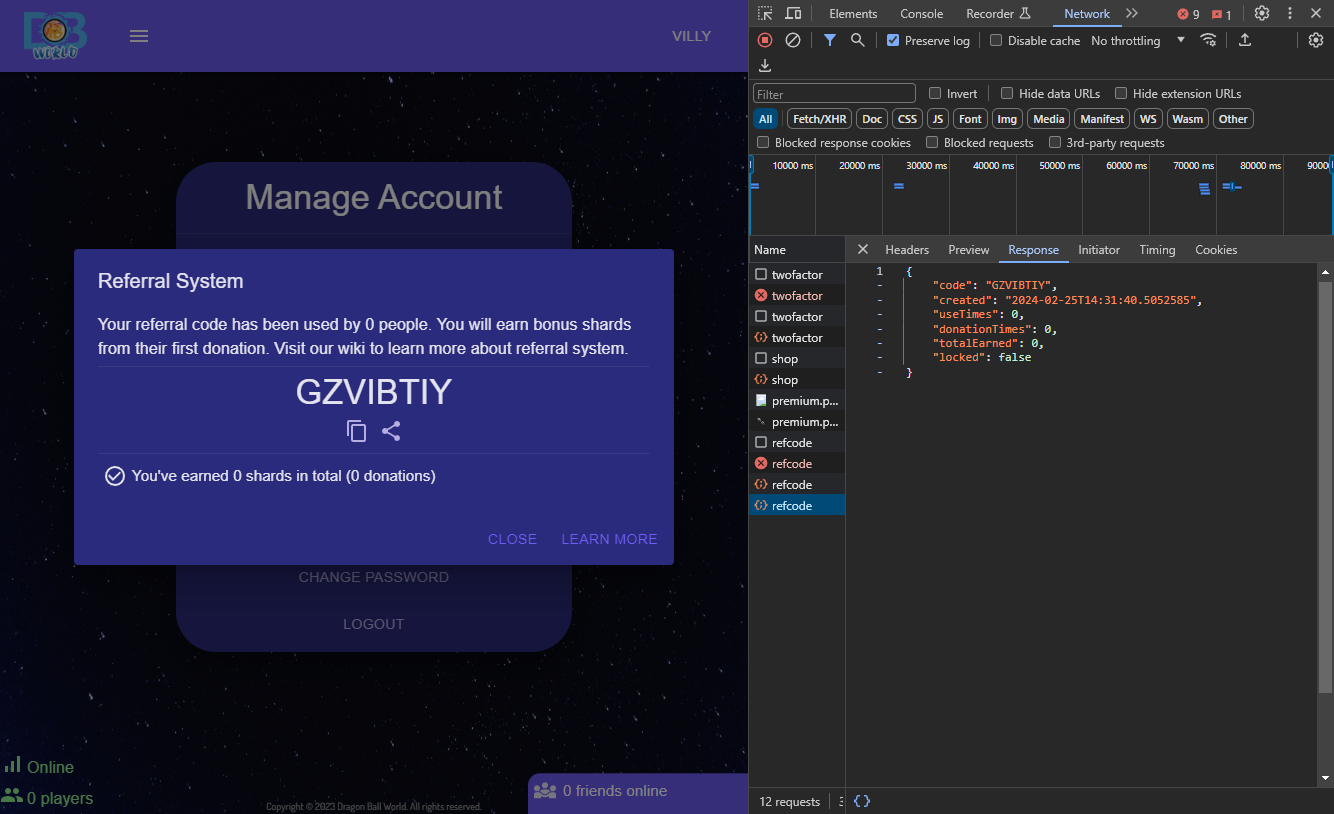 DB
WORLD
VILLY
Manage Account
Referral System
Your referral code has been used by 0 people. You will earn bonus shards
from their first donation. Visit our wiki to learn more about referral system.
GZVIBTIY
You've earned 0 shards in total (0 donations)
CLOSE
LEARN MORE
CHANGE PASSWORD
LOGOUT
Online
0 players
Copyright © 2023 Dragon Ball World. All rights reserved.
0 friends online
Elements
Console
Recorder
Network
9
1
Preserve log
Disable cache
No throttling
Filter
Invert
Hide data URLs
Hide extension URLs
All
Fetch/XHR
Doc
CSS
JS
Font
Img
Media
Manifest
WS
Wasm
Other
Blocked response cookies
Blocked requests
3rd-party requests
10000 ms
20000 ms
30000 ms
40000 ms
50000 ms
60000 ms
70000 ms
80000 ms
9000
Name
Headers
Preview
Response
Initiator
Timing
Cookies
twofactor
twofactor
twofactor
twofactor
shop
shop
premium.p...
premium.p...
refcode
refcode
refcode
refcode
1 {
- "code": "GZVIBTIY",
- "created": "2024-02-25T14:31:40.5052585",
- "useTimes": 0,
- "donationTimes": 0,
- "totalEarned": 0,
- "locked": false
- }
12 requests
{}